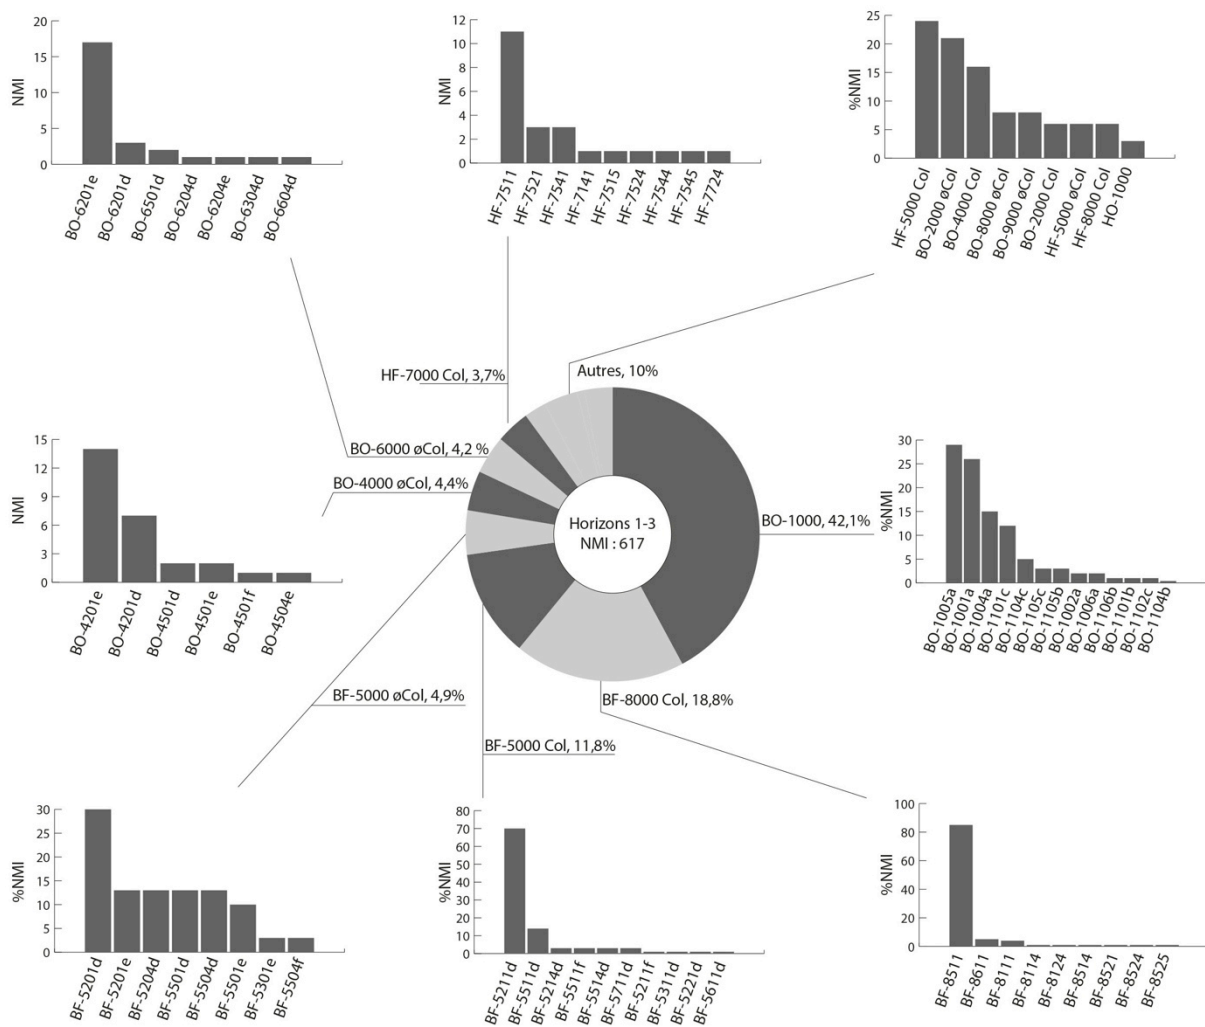 20
15
10
5
0
NMI
BO-6201e
BO-6201d
BO-6501d
BO-6204d
BO-6204e
BO-6304d
BO-6604d
12
10
8
6
4
2
0
NMI
HF-7511
HF-7521
HF-7541
HF-7141
HF-7515
HF-7524
HF-7544
HF-7545
HF-7724
25
20
15
10
5
0
%NMI
HF-5000 Col
BO-2000 øCol
BO-4000 Col
BO-8000 øCol
BO-9000 øCol
BO-2000 Col
HF-5000 øCol
HF-8000 Col
HO-1000
HF-7000 Col, 3,7%
Autres, 10%
BO-6000 øCol, 4,2 %
BO-4000 øCol, 4,4%
Horizons 1-3
NMI : 617
BO-1000, 42,1%
BF-5000 øCol, 4,9%
BF-8000 Col, 18,8%
BF-5000 Col, 11,8%
15
12
9
6
3
0
NMI
BO-4201e
BO-4201d
BO-4501d
BO-4501e
BO-4501f
BO-4504e
30
25
20
15
10
5
0
%NMI
BO-1005a
BO-1001a
BO-1004a
BO-1101c
BO-1104c
BO-1105c
BO-1105b
BO-1002a
BO-1006a
BO-1106b
BO-1101b
BO-1102c
BO-1104b
30
25
20
15
10
5
0
%NMI
BF-5201d
BF-5201e
BF-5204d
BF-5501d
BF-5504d
BF-5501e
BF-5301e
BF-5504f
80
70
60
50
40
30
20
10
0
%NMI
BF-5211d
BF-5511d
BF-5214d
BF-5511f
BF-5514d
BF-5711d
BF-5211f
BF-5311d
BF-5221d
BF-5611d
100
80
60
40
20
0
%NMI
BF-8511
BF-8611
BF-8111
BF-8114
BF-8124
BF-8514
BF-8521
BF-8524
BF-8525